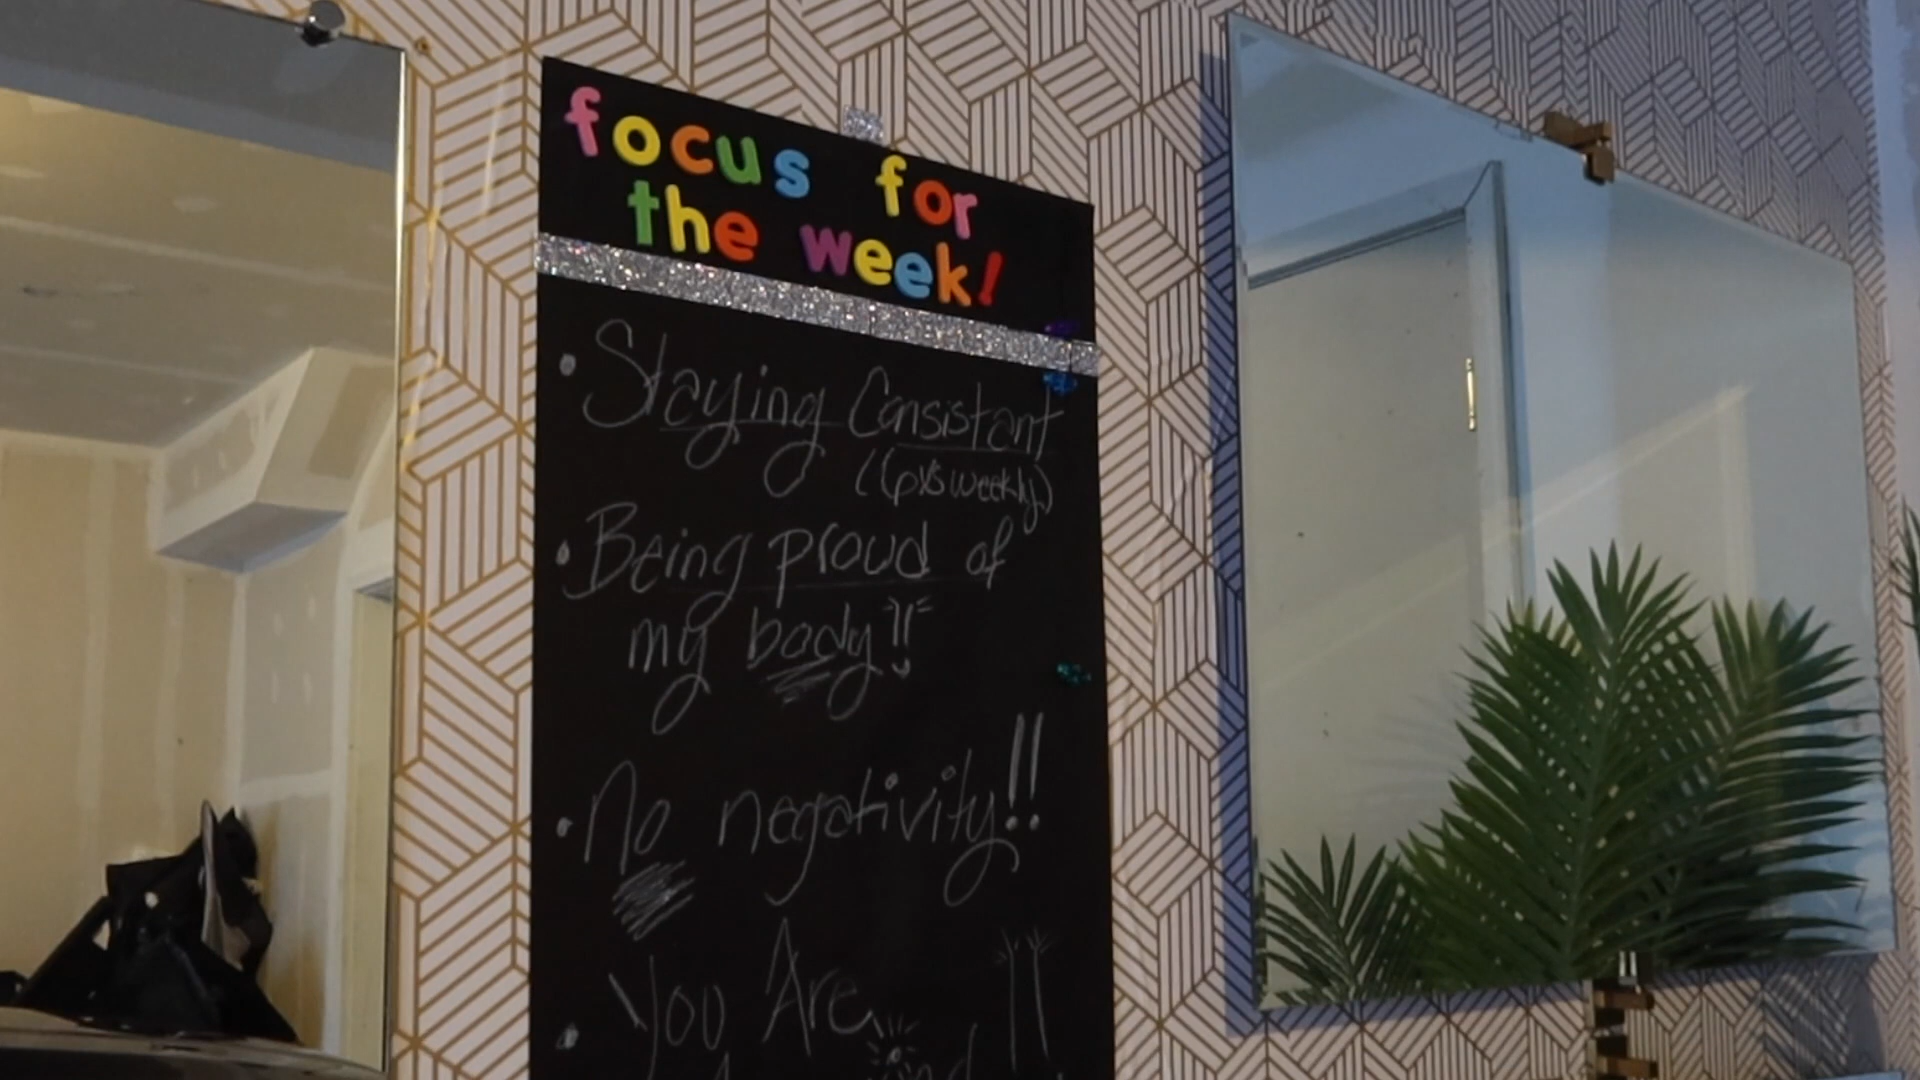 focus for
the week!
• Staying Consistant
(6x's weekly)
• Being proud of
my body!!
• No negativity!!
• You Are !!